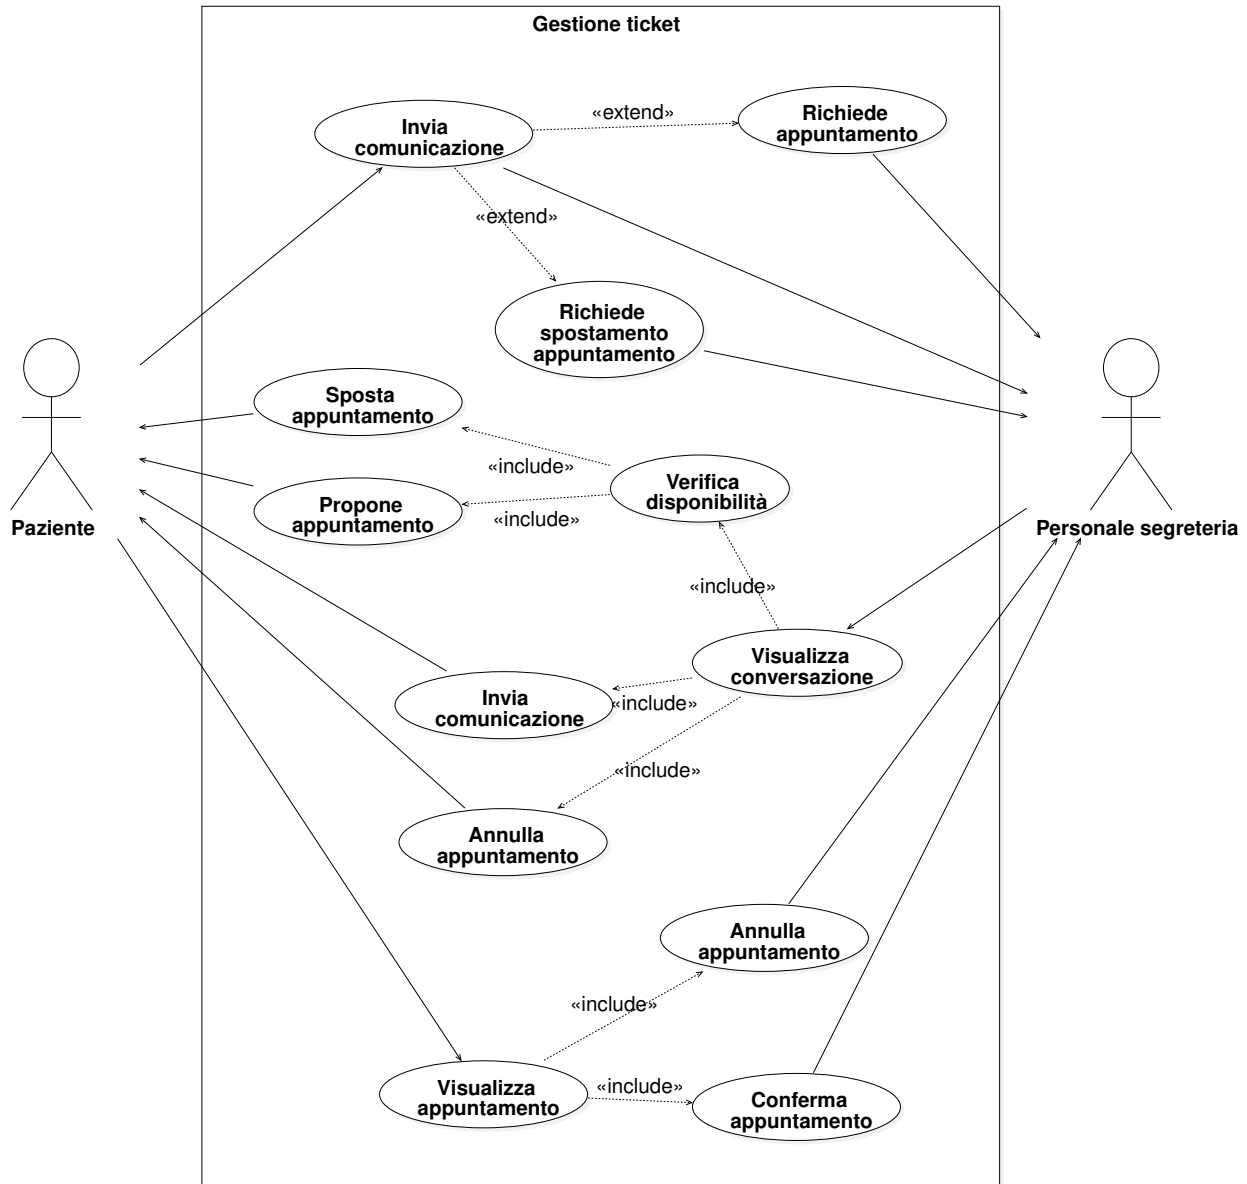 Gestione ticket
Invia
comunicazione
«extend»
Richiede
appuntamento
«extend»
Richiede
spostamento
appuntamento
Sposta
appuntamento
«include»
Verifica
disponibilità
Propone
appuntamento
«include»
Paziente
Personale segreteria
«include»
Visualizza
conversazione
Invia
comunicazione
«include»
«include»
Annulla
appuntamento
Annulla
appuntamento
«include»
Visualizza
appuntamento
«include»
Conferma
appuntamento